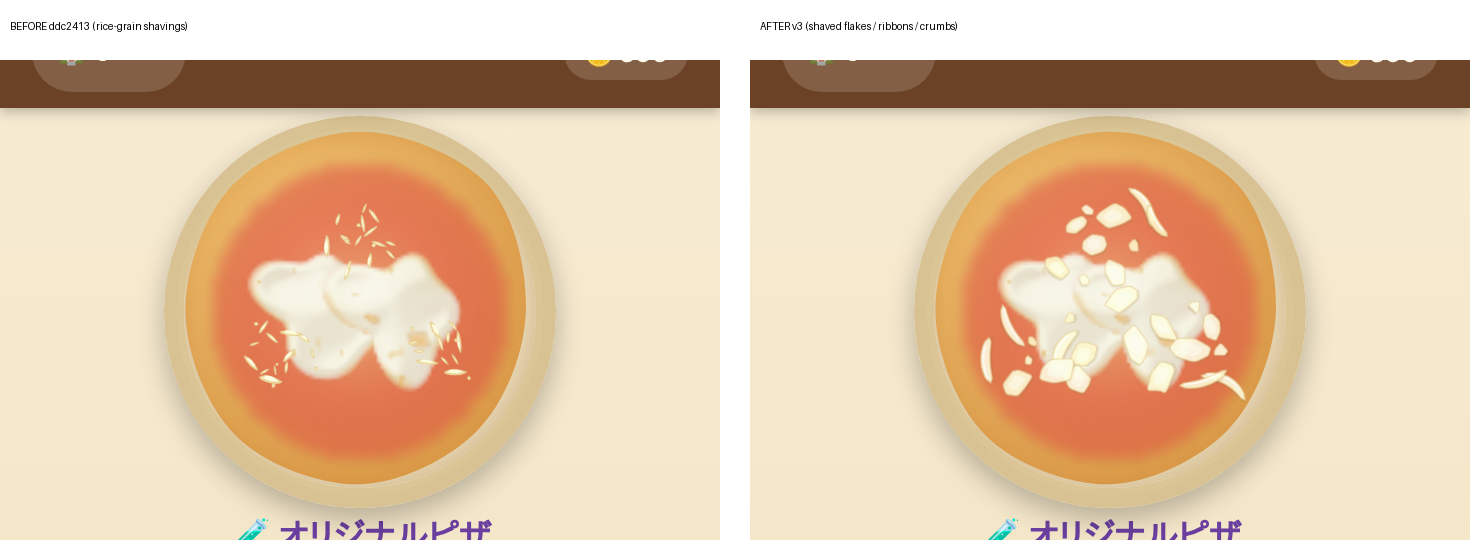 BEFORE ddc2413 (rice-grain shavings)
AFTER v3 (shaved flakes / ribbons / crumbs)
オリジナルピザ
オリジナルピザ